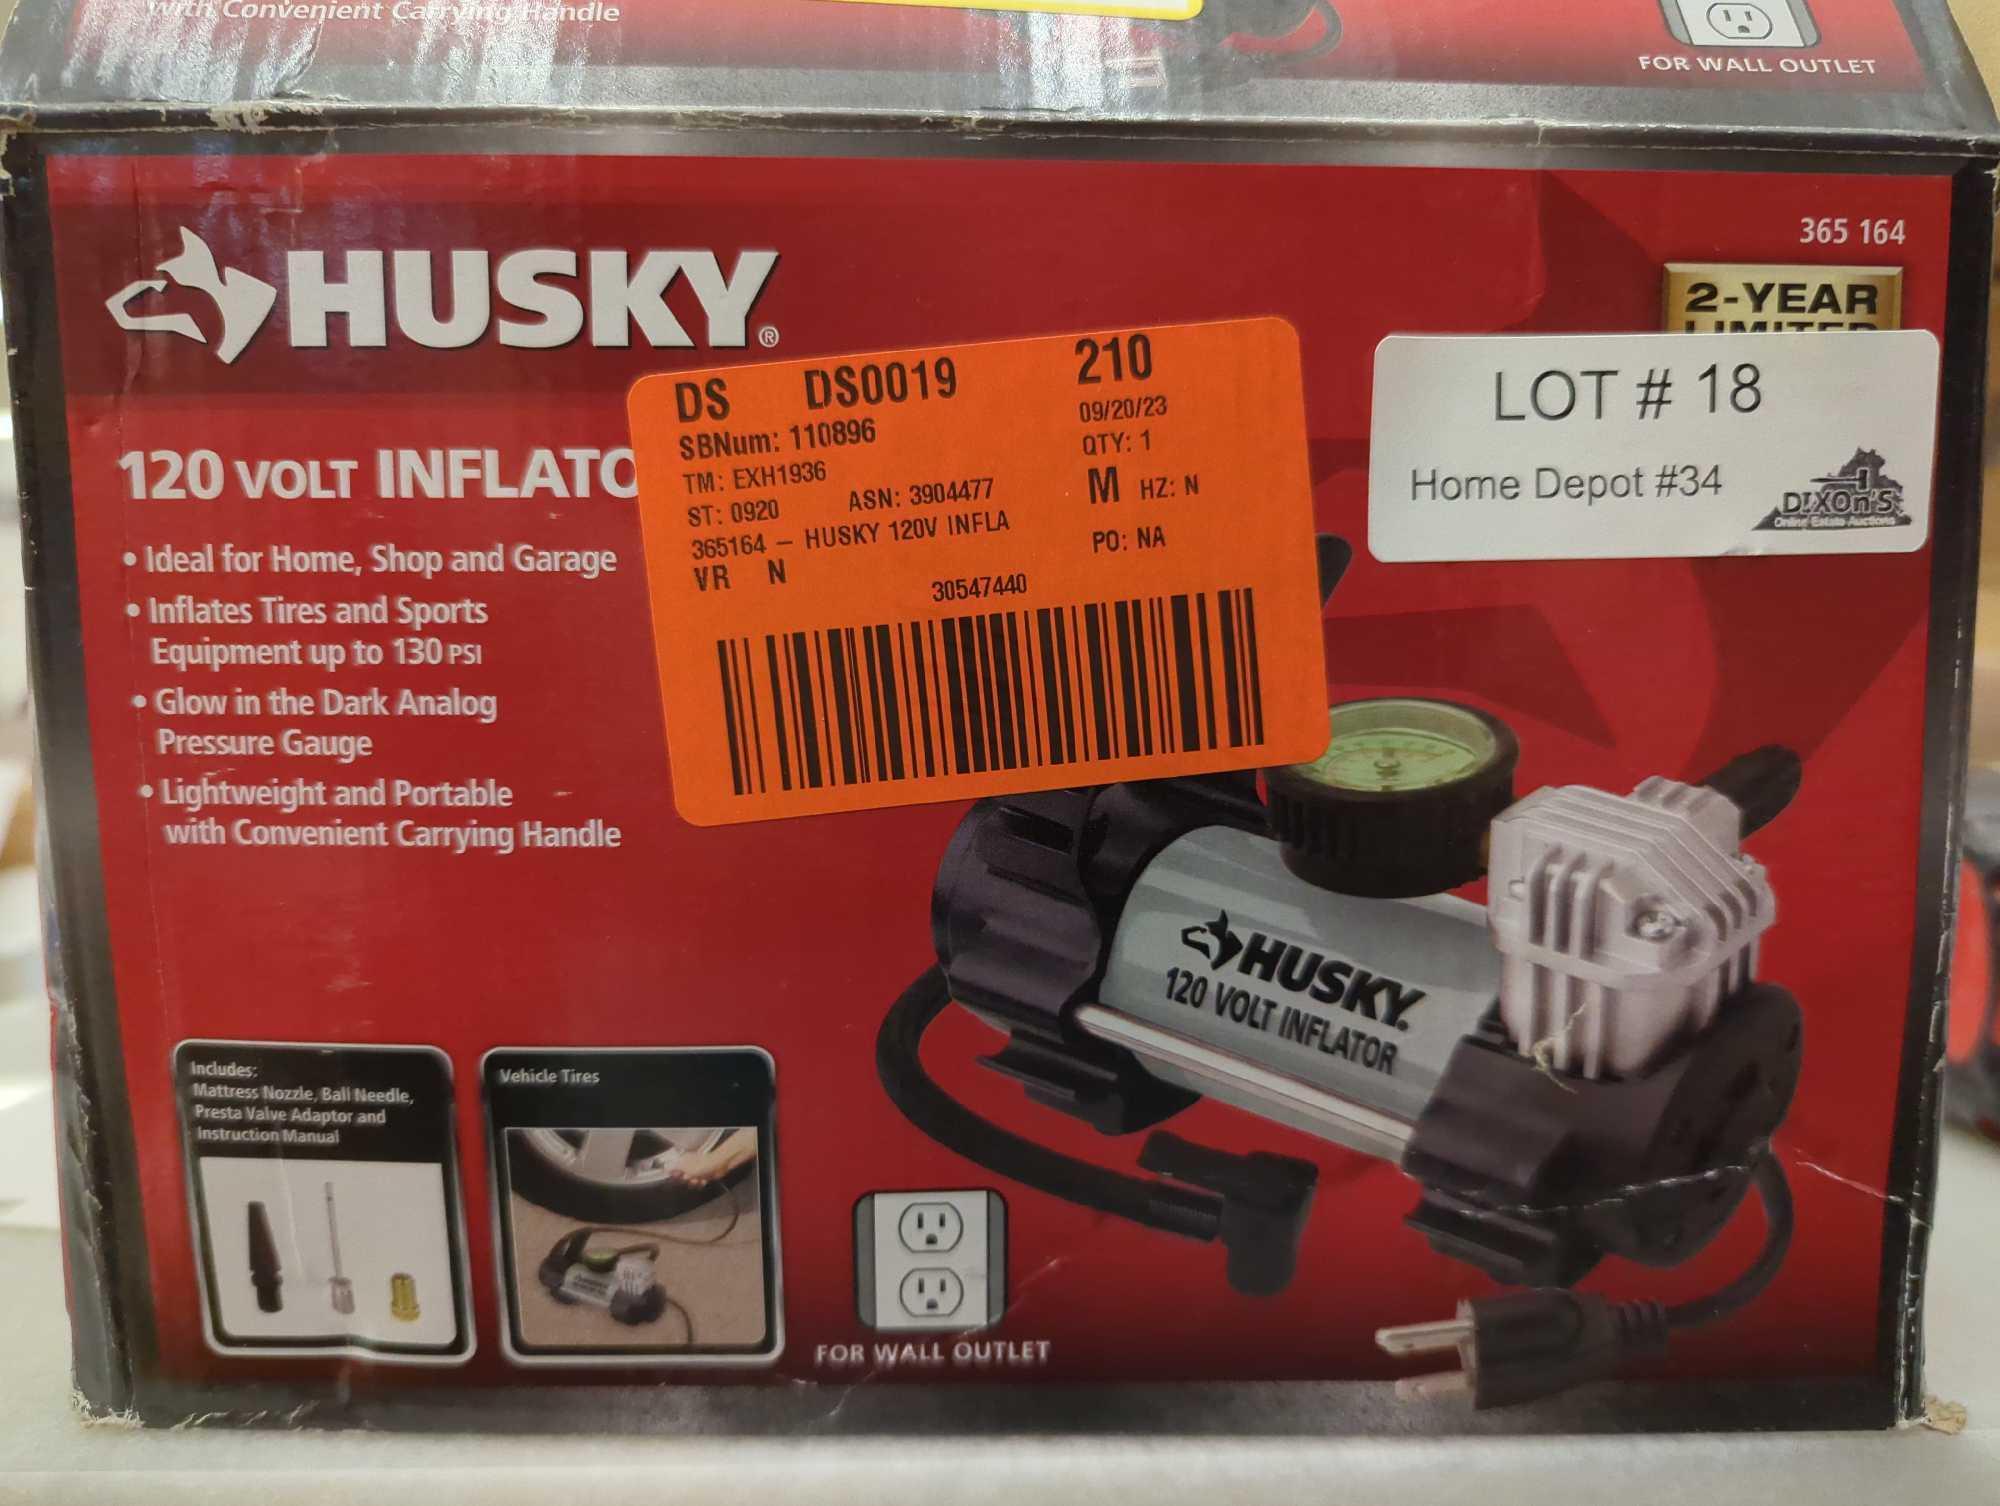 with Convenient Carrying Handle
FOR WALL OUTLET
365 164
HUSKY®
2-YEAR
LIMITED
120 VOLT INFLATO
• Ideal for Home, Shop and Garage
• Inflates Tires and Sports
Equipment up to 130 PSI
• Glow in the Dark Analog
Pressure Gauge
• Lightweight and Portable
with Convenient Carrying Handle
DS DS0019 210
SBNum: 110896 09/20/23
TM: EXH1936 QTY: 1
ST: 0920 ASN: 3904477 M HZ: N
365164 – HUSKY 120V INFLA
VR N PO: NA
30547440
LOT # 18
Home Depot #34
DIXOn'S
Online Estate Auctions
HUSKY.
120 VOLT INFLATOR
Includes:
Mattress Nozzle, Ball Needle,
Presta Valve Adaptor and
Instruction Manual
Vehicle Tires
HUSKY
FOR WALL OUTLET